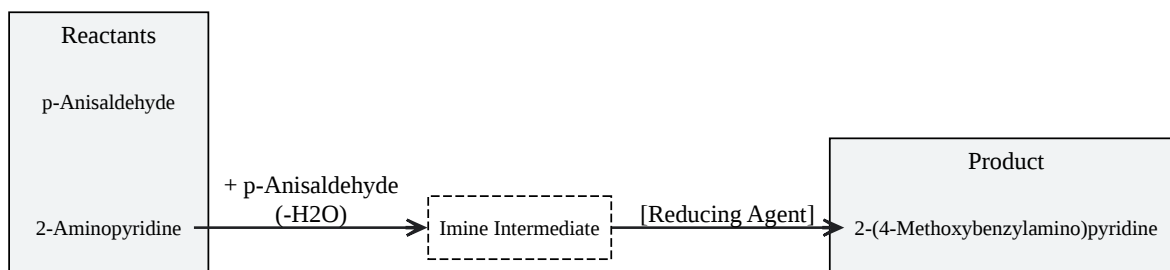 Reactants
p-Anisaldehyde
2-Aminopyridine
+ p-Anisaldehyde
(-H2O)
Imine Intermediate
[Reducing Agent]
Product
2-(4-Methoxybenzylamino)pyridine